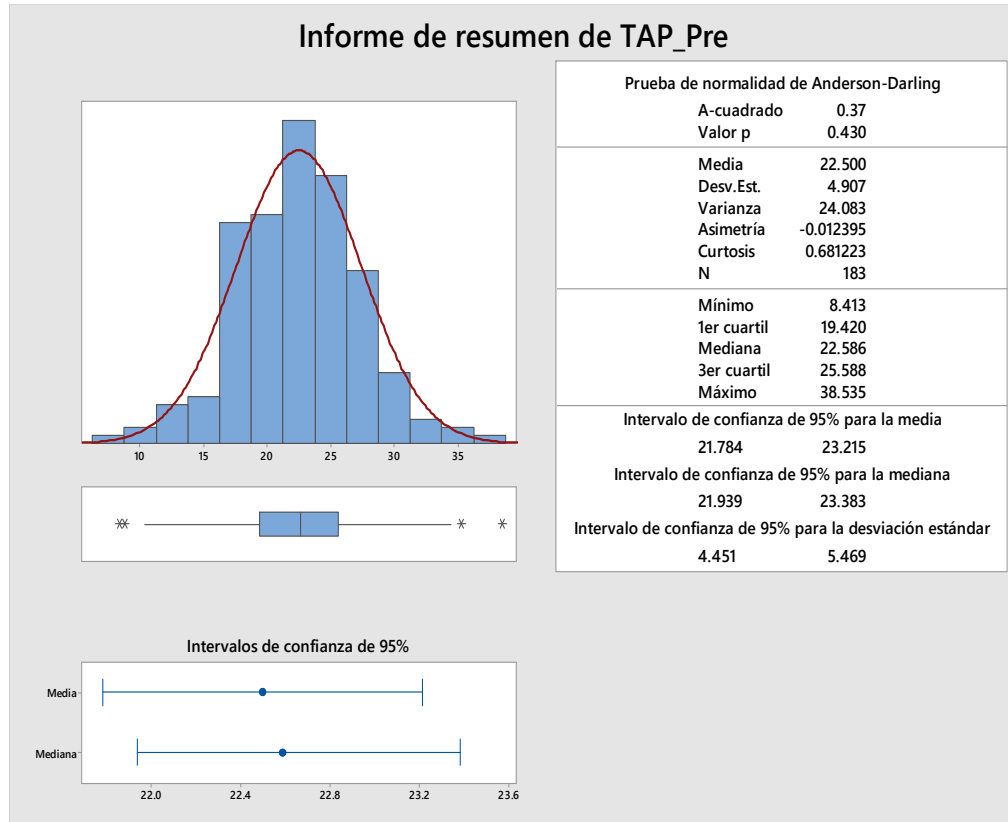 Informe de resumen de TAP_Pre
10 15 20 25 30 35
Prueba de normalidad de Anderson-Darling
A-cuadrado 0.37
Valor p 0.430
Media 22.500
Desv.Est. 4.907
Varianza 24.083
Asimetría -0.012395
Curtosis 0.681223
N 183
Mínimo 8.413
1er cuartil 19.420
Mediana 22.586
3er cuartil 25.588
Máximo 38.535
Intervalo de confianza de 95% para la media
21.784 23.215
Intervalo de confianza de 95% para la mediana
21.939 23.383
Intervalo de confianza de 95% para la desviación estándar
4.451 5.469
Intervalos de confianza de 95%
Media
Mediana
22.0 22.4 22.8 23.2 23.6